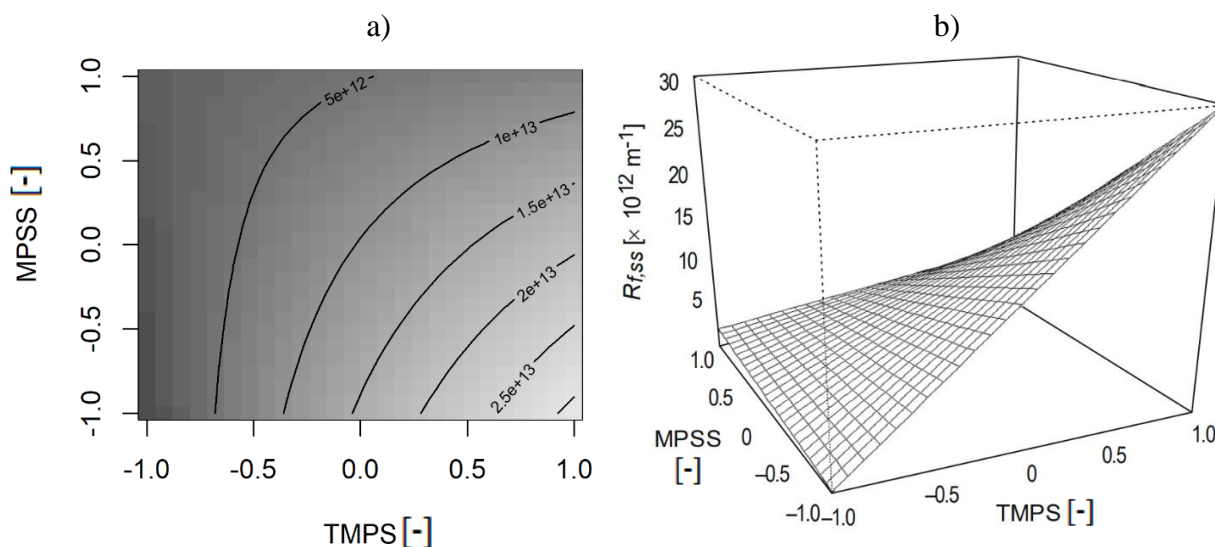 a)
b)
MPSS [-]
1.0
0.5
0.0
-0.5
-1.0
5e+12
1e+13
1.5e+13
2e+13
2.5e+13
-1.0 -0.5 0.0 0.5 1.0
TMPS [-]
Rf,ss [× 10¹² m⁻¹]
30
25
20
15
10
5
1.0
0.5
0
–0.5
–1.0
MPSS
[-]
–1.0
–0.5
0
0.5
1.0
TMPS [-]